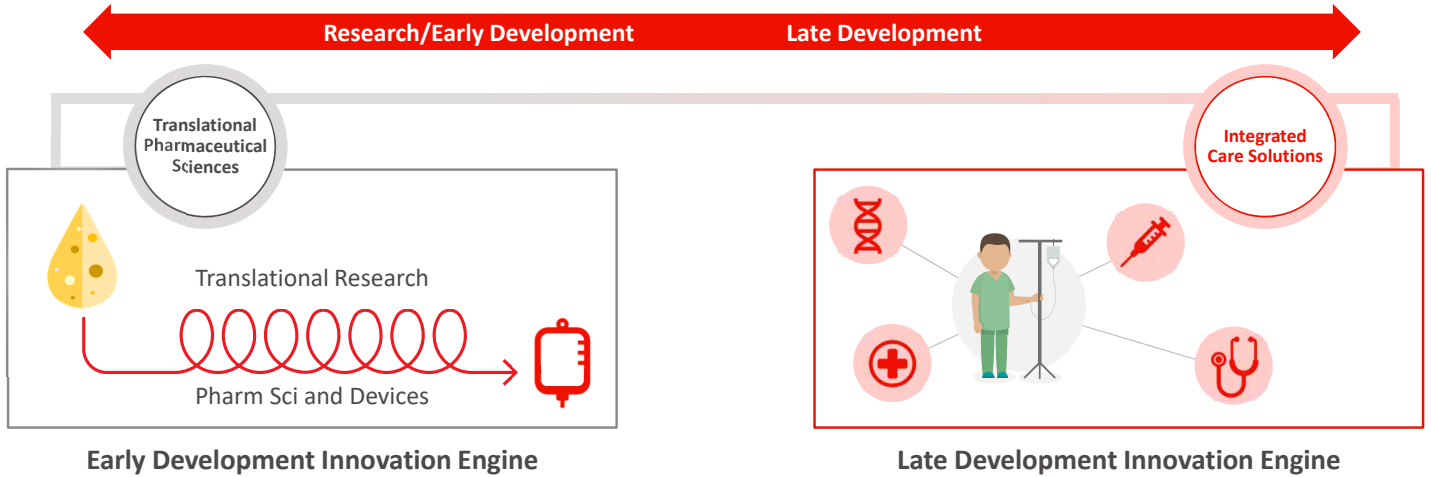 Research/Early Development
Late Development
Translational
Pharmaceutical
Sciences
Integrated
Care Solutions
Translational Research
Pharm Sci and Devices
Early Development Innovation Engine
Late Development Innovation Engine